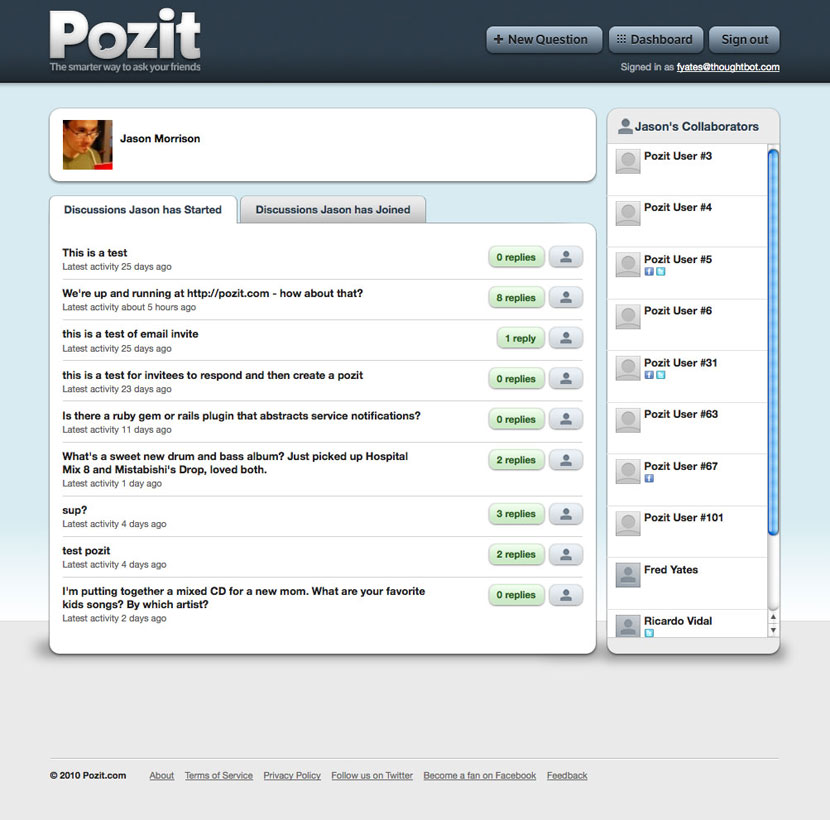 Pozit
The smarter way to ask your friends
+ New Question
Dashboard
Sign out
Signed in as fyates@thoughtbot.com
Jason Morrison
Discussions Jason has Started
Discussions Jason has Joined
This is a test
Latest activity 25 days ago
0 replies
We're up and running at http://pozit.com - how about that?
Latest activity about 5 hours ago
8 replies
this is a test of email invite
Latest activity 25 days ago
1 reply
this is a test for invitees to respond and then create a pozit
Latest activity 23 days ago
0 replies
Is there a ruby gem or rails plugin that abstracts service notifications?
Latest activity 11 days ago
0 replies
What's a sweet new drum and bass album? Just picked up Hospital
Mix 8 and Mistabishi's Drop, loved both.
Latest activity 1 day ago
2 replies
sup?
Latest activity 4 days ago
3 replies
test pozit
Latest activity 4 days ago
2 replies
I'm putting together a mixed CD for a new mom. What are your favorite
kids songs? By which artist?
Latest activity 2 days ago
0 replies
Jason's Collaborators
Pozit User #3
Pozit User #4
Pozit User #5
Pozit User #6
Pozit User #31
Pozit User #63
Pozit User #67
Pozit User #101
Fred Yates
Ricardo Vidal
© 2010 Pozit.com
About
Terms of Service
Privacy Policy
Follow us on Twitter
Become a fan on Facebook
Feedback